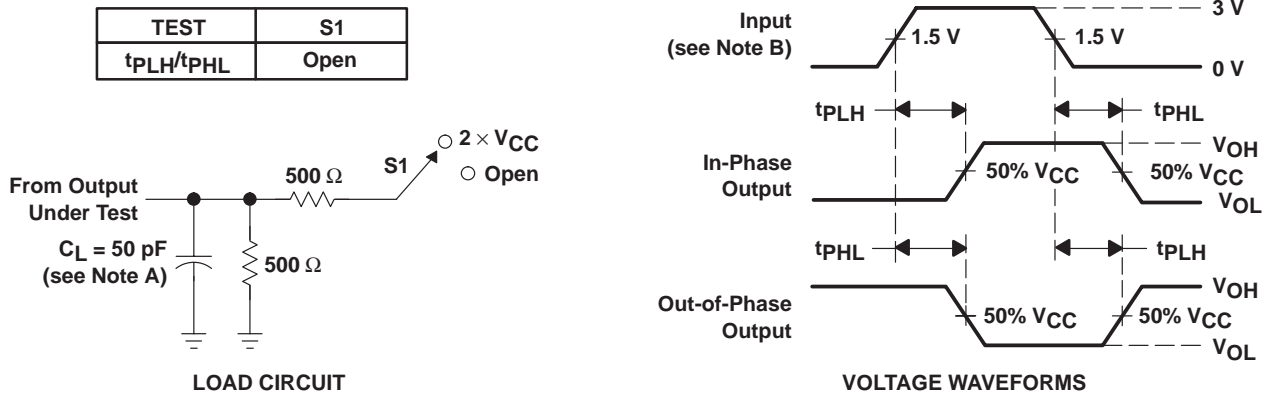 TEST S1
tPLH/tPHL Open
2 × VCC
S1
Open
500 Ω
From Output
Under Test
CL = 50 pF
(see Note A)
500 Ω
LOAD CIRCUIT
Input
(see Note B)
3 V
1.5 V 1.5 V
0 V
tPLH tPHL
In-Phase
Output
VOH
50% VCC 50% VCC
VOL
tPHL tPLH
Out-of-Phase
Output
VOH
50% VCC 50% VCC
VOL
VOLTAGE WAVEFORMS